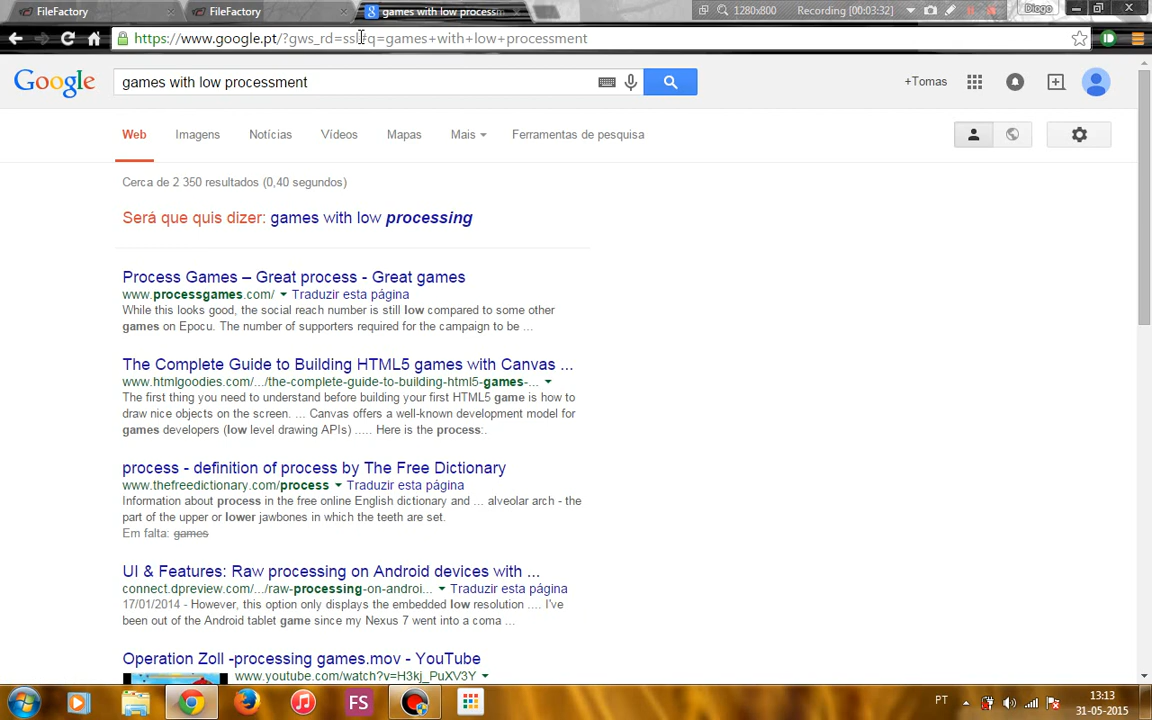 FileFactory
FileFactory
games with low processm
1280x800
Recording [00:03:32]
Diogo
https://www.google.pt/?gws_rd=ssl#q=games+with+low+processment
Google
games with low processment
+Tomas
Web
Imagens
Notícias
Vídeos
Mapas
Mais
Ferramentas de pesquisa
Cerca de 2 350 resultados (0,40 segundos)
Será que quis dizer: games with low processing
Process Games – Great process - Great games
www.processgames.com/ Traduzir esta página
While this looks good, the social reach number is still low compared to some other
games on Epocu. The number of supporters required for the campaign to be ...
The Complete Guide to Building HTML5 games with Canvas ...
www.htmlgoodies.com/.../the-complete-guide-to-building-html5-games-...
The first thing you need to understand before building your first HTML5 game is how to
draw nice objects on the screen. ... Canvas offers a well-known development model for
games developers (low level drawing APIs) ..... Here is the process:.
process - definition of process by The Free Dictionary
www.thefreedictionary.com/process Traduzir esta página
Information about process in the free online English dictionary and ... alveolar arch - the
part of the upper or lower jawbones in which the teeth are set.
Em falta: games
UI & Features: Raw processing on Android devices with ...
connect.dpreview.com/.../raw-processing-on-androi... Traduzir esta página
17/01/2014 - However, this option only displays the embedded low resolution .... I've
been out of the Android tablet game since my Nexus 7 went into a coma ...
Operation Zoll -processing games.mov - YouTube
www.youtube.com/watch?v=H3kj_PuXV3Y
FS
PT
13:13
31-05-2015